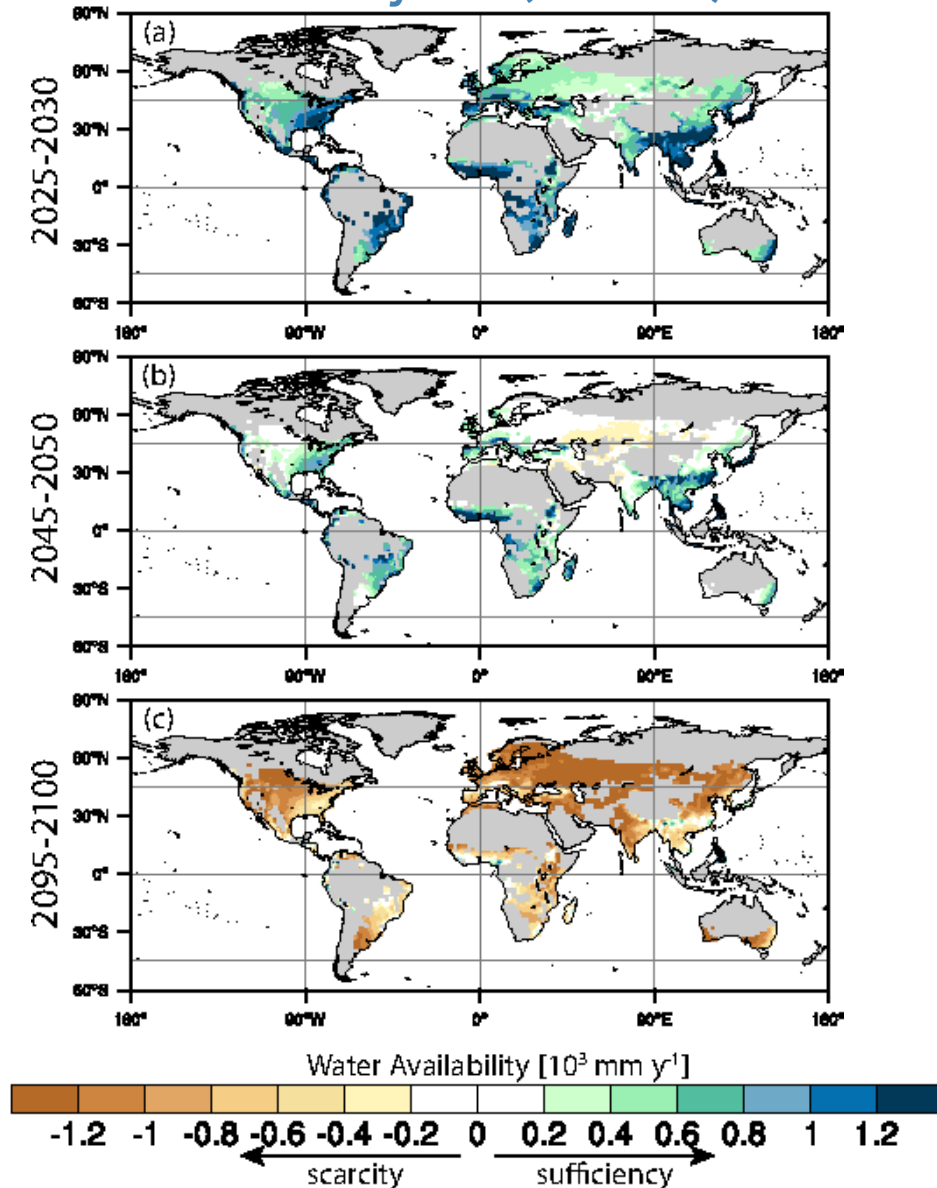 (a)
2025-2030
90°N
60°N
30°N
0°
30°S
60°S
180° 90°W 0° 90°E 180°
(b)
2045-2050
90°N
60°N
30°N
0°
30°S
60°S
180° 90°W 0° 90°E 180°
(c)
2095-2100
90°N
60°N
30°N
0°
30°S
60°S
180° 90°W 0° 90°E 180°
Water Availability [10³ mm y⁻¹]
-1.2 -1 -0.8 -0.6 -0.4 -0.2 0 0.2 0.4 0.6 0.8 1 1.2
scarcity sufficiency